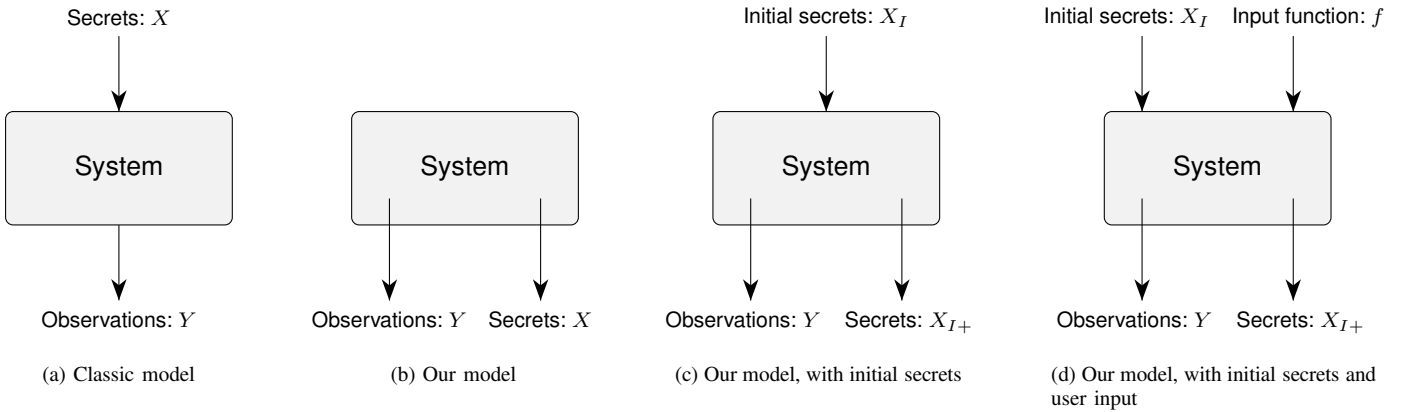 Secrets: X
Initial secrets: X_I
Initial secrets: X_I Input function: f
System
System
System
System
Observations: Y
Observations: Y Secrets: X
Observations: Y Secrets: X_{I+}
Observations: Y Secrets: X_{I+}
(a) Classic model
(b) Our model
(c) Our model, with initial secrets
(d) Our model, with initial secrets and
user input